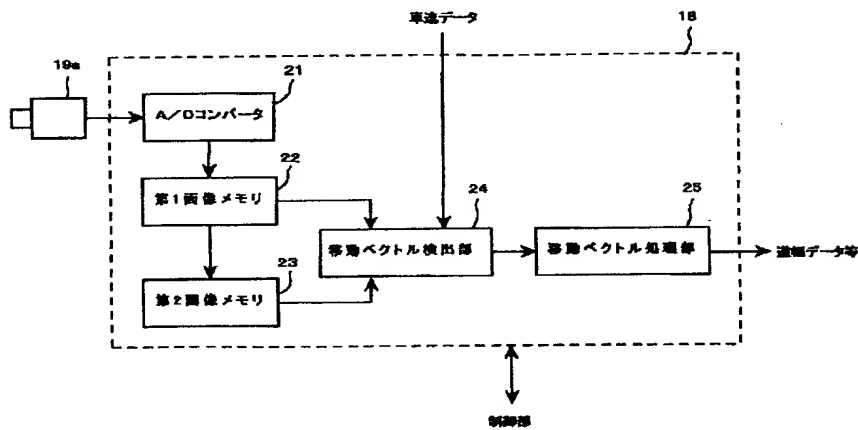 車速データ
18
19a
21
A/Dコンバータ
22
第1画像メモリ
24
25
移動ベクトル検出部
移動ベクトル処理部
道幅データ等
23
第2画像メモリ
制御部